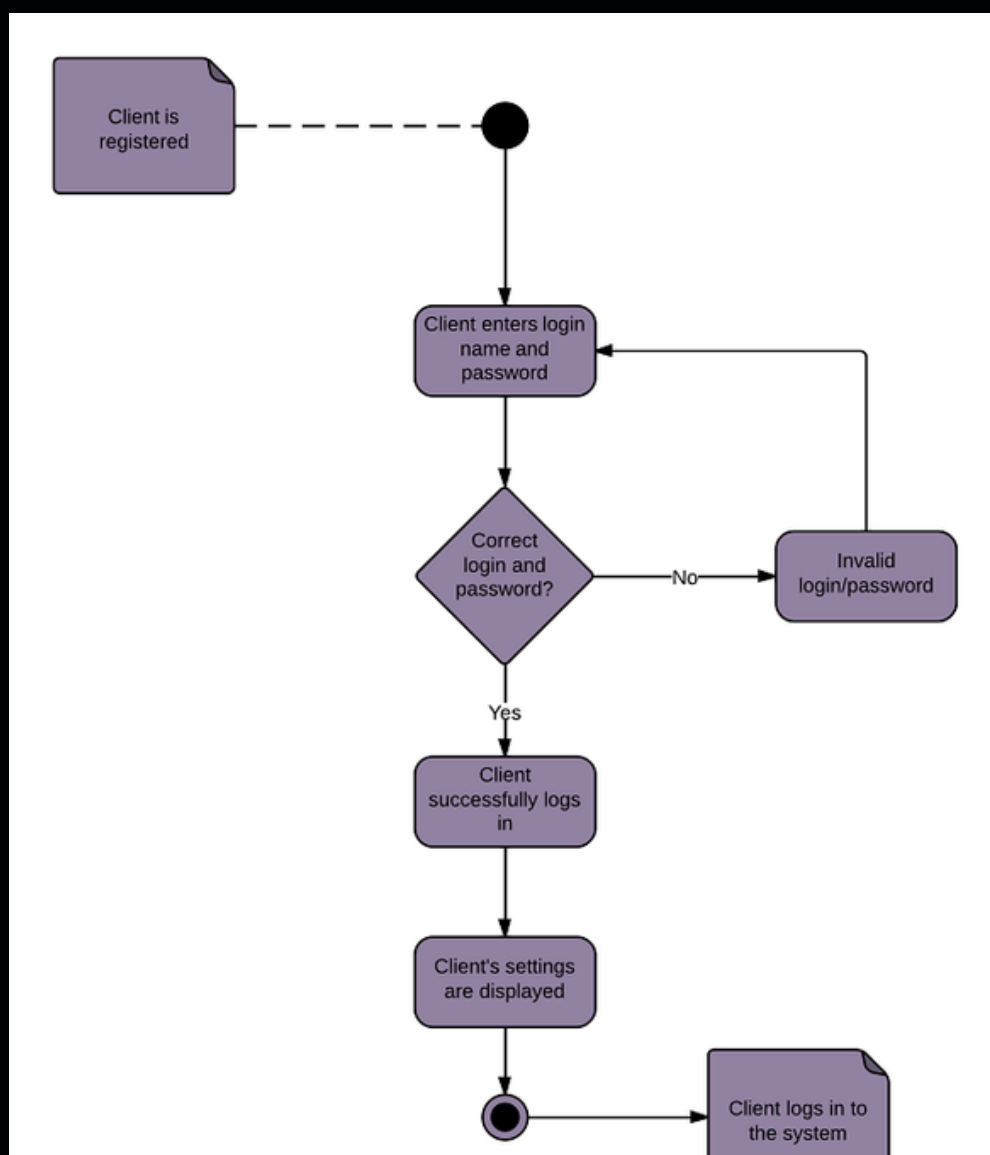 Client is
registered
Client enters login
name and
password
Correct
login and
password?
No
Invalid
login/password
Yes
Client
successfully logs
in
Client's settings
are displayed
Client logs in to
the system